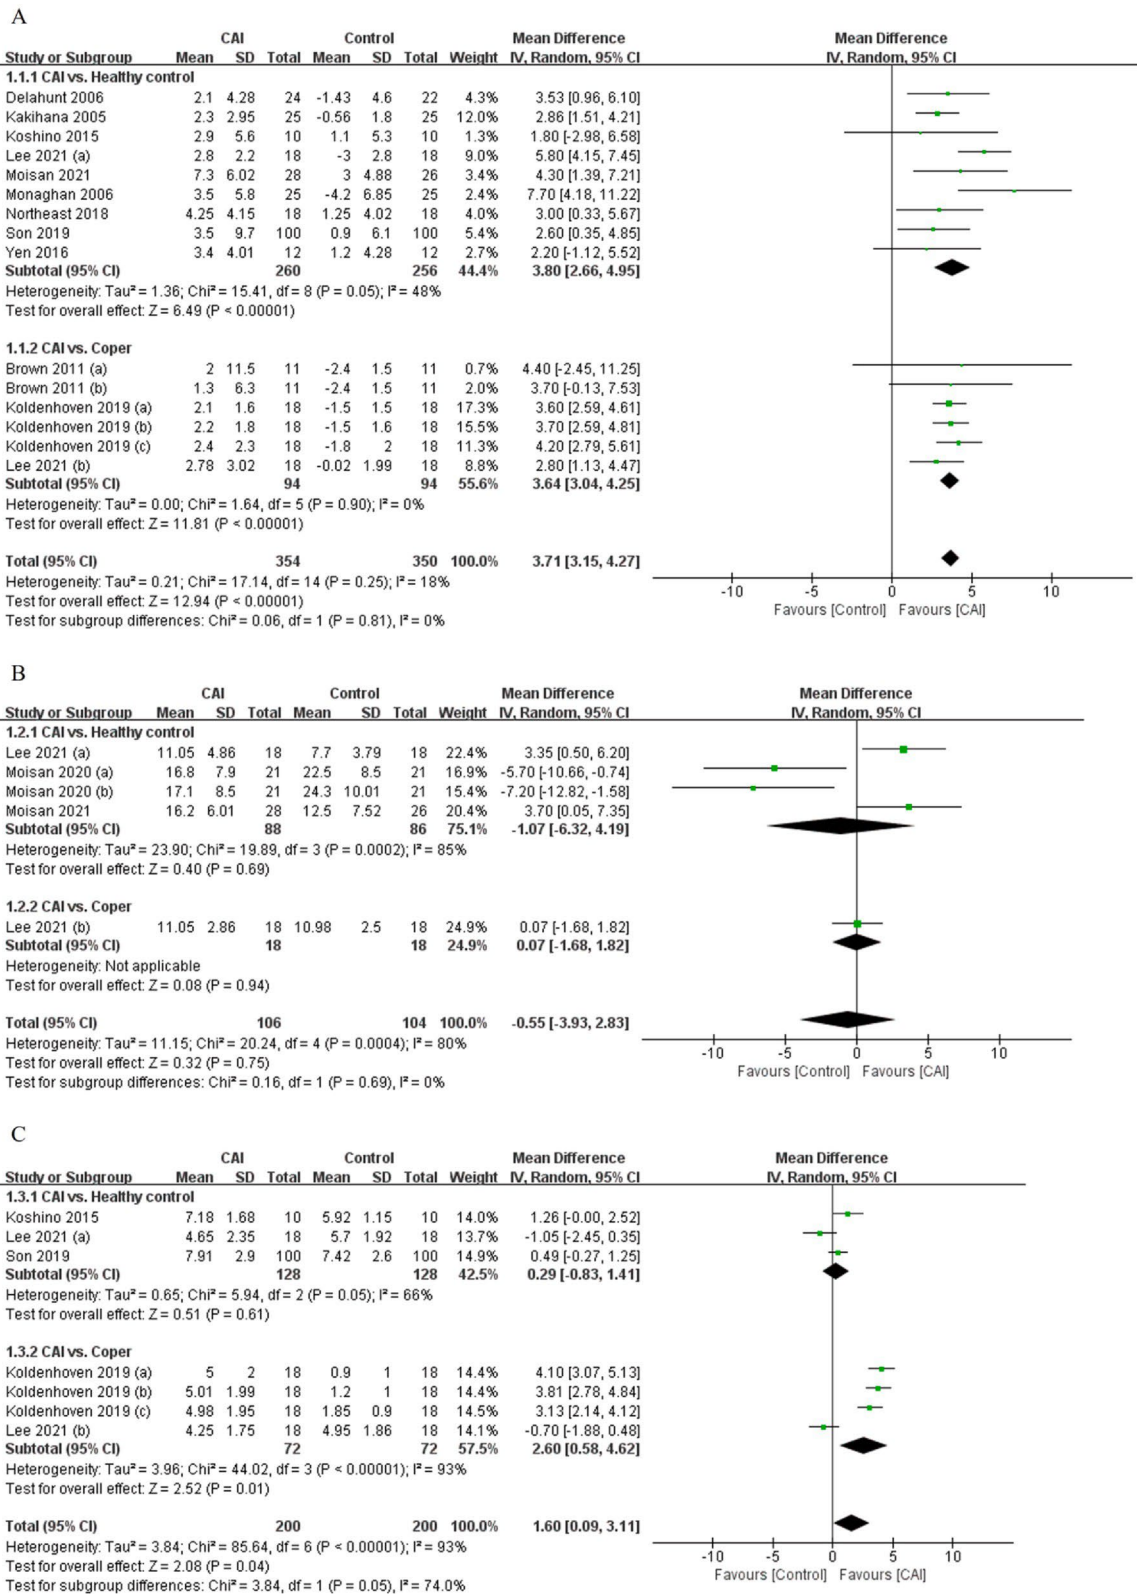 A
CAI Control Mean Difference Mean Difference
Study or Subgroup Mean SD Total Mean SD Total Weight IV, Random, 95% CI IV, Random, 95% CI
1.1.1 CAI vs. Healthy control
Delahunt 2006 2.1 4.28 24 -1.43 4.6 22 4.3% 3.53 [0.96, 6.10]
Kakihana 2005 2.3 2.95 25 -0.56 1.8 25 12.0% 2.86 [1.51, 4.21]
Koshino 2015 2.9 5.6 10 1.1 5.3 10 1.3% 1.80 [-2.98, 6.58]
Lee 2021 (a) 2.8 2.2 18 -3 2.8 18 9.0% 5.80 [4.15, 7.45]
Moisan 2021 7.3 6.02 28 3 4.88 26 3.4% 4.30 [1.39, 7.21]
Monaghan 2006 3.5 5.8 25 -4.2 6.85 25 2.4% 7.70 [4.18, 11.22]
Northeast 2018 4.25 4.15 18 1.25 4.02 18 4.0% 3.00 [0.33, 5.67]
Son 2019 3.5 9.7 100 0.9 6.1 100 5.4% 2.60 [0.35, 4.85]
Yen 2016 3.4 4.01 12 1.2 4.28 12 2.7% 2.20 [-1.12, 5.52]
Subtotal (95% CI) 260 256 44.4% 3.80 [2.66, 4.95]
Heterogeneity: Tau² = 1.36; Chi² = 15.41, df = 8 (P = 0.05); I² = 48%
Test for overall effect: Z = 6.49 (P < 0.00001)
1.1.2 CAI vs. Coper
Brown 2011 (a) 2 11.5 11 -2.4 1.5 11 0.7% 4.40 [-2.45, 11.25]
Brown 2011 (b) 1.3 6.3 11 -2.4 1.5 11 2.0% 3.70 [-0.13, 7.53]
Koldenhoven 2019 (a) 2.1 1.6 18 -1.5 1.5 18 17.3% 3.60 [2.59, 4.61]
Koldenhoven 2019 (b) 2.2 1.8 18 -1.5 1.6 18 15.5% 3.70 [2.59, 4.81]
Koldenhoven 2019 (c) 2.4 2.3 18 -1.8 2 18 11.3% 4.20 [2.79, 5.61]
Lee 2021 (b) 2.78 3.02 18 -0.02 1.99 18 8.8% 2.80 [1.13, 4.47]
Subtotal (95% CI) 94 94 55.6% 3.64 [3.04, 4.25]
Heterogeneity: Tau² = 0.00; Chi² = 1.64, df = 5 (P = 0.90); I² = 0%
Test for overall effect: Z = 11.81 (P < 0.00001)
Total (95% CI) 354 350 100.0% 3.71 [3.15, 4.27]
Heterogeneity: Tau² = 0.21; Chi² = 17.14, df = 14 (P = 0.25); I² = 18%
Test for overall effect: Z = 12.94 (P < 0.00001)
Test for subgroup differences: Chi² = 0.06, df = 1 (P = 0.81), I² = 0%
-10 -5 0 5 10
Favours [Control] Favours [CAI]
B
CAI Control Mean Difference Mean Difference
Study or Subgroup Mean SD Total Mean SD Total Weight IV, Random, 95% CI IV, Random, 95% CI
1.2.1 CAI vs. Healthy control
Lee 2021 (a) 11.05 4.86 18 7.7 3.79 18 22.4% 3.35 [0.50, 6.20]
Moisan 2020 (a) 16.8 7.9 21 22.5 8.5 21 16.9% -5.70 [-10.66, -0.74]
Moisan 2020 (b) 17.1 8.5 21 24.3 10.01 21 15.4% -7.20 [-12.82, -1.58]
Moisan 2021 16.2 6.01 28 12.5 7.52 26 20.4% 3.70 [0.05, 7.35]
Subtotal (95% CI) 88 86 75.1% -1.07 [-6.32, 4.19]
Heterogeneity: Tau² = 23.90; Chi² = 19.89, df = 3 (P = 0.0002); I² = 85%
Test for overall effect: Z = 0.40 (P = 0.69)
1.2.2 CAI vs. Coper
Lee 2021 (b) 11.05 2.86 18 10.98 2.5 18 24.9% 0.07 [-1.68, 1.82]
Subtotal (95% CI) 18 18 24.9% 0.07 [-1.68, 1.82]
Heterogeneity: Not applicable
Test for overall effect: Z = 0.08 (P = 0.94)
Total (95% CI) 106 104 100.0% -0.55 [-3.93, 2.83]
Heterogeneity: Tau² = 11.15; Chi² = 20.24, df = 4 (P = 0.0004); I² = 80%
Test for overall effect: Z = 0.32 (P = 0.75)
Test for subgroup differences: Chi² = 0.16, df = 1 (P = 0.69), I² = 0%
-10 -5 0 5 10
Favours [Control] Favours [CAI]
C
CAI Control Mean Difference Mean Difference
Study or Subgroup Mean SD Total Mean SD Total Weight IV, Random, 95% CI IV, Random, 95% CI
1.3.1 CAI vs. Healthy control
Koshino 2015 7.18 1.68 10 5.92 1.15 10 14.0% 1.26 [-0.00, 2.52]
Lee 2021 (a) 4.65 2.35 18 5.7 1.92 18 13.7% -1.05 [-2.45, 0.35]
Son 2019 7.91 2.9 100 7.42 2.6 100 14.9% 0.49 [-0.27, 1.25]
Subtotal (95% CI) 128 128 42.5% 0.29 [-0.83, 1.41]
Heterogeneity: Tau² = 0.65; Chi² = 5.94, df = 2 (P = 0.05); I² = 66%
Test for overall effect: Z = 0.51 (P = 0.61)
1.3.2 CAI vs. Coper
Koldenhoven 2019 (a) 5 2 18 0.9 1 18 14.4% 4.10 [3.07, 5.13]
Koldenhoven 2019 (b) 5.01 1.99 18 1.2 1 18 14.4% 3.81 [2.78, 4.84]
Koldenhoven 2019 (c) 4.98 1.95 18 1.85 0.9 18 14.5% 3.13 [2.14, 4.12]
Lee 2021 (b) 4.25 1.75 18 4.95 1.86 18 14.1% -0.70 [-1.88, 0.48]
Subtotal (95% CI) 72 72 57.5% 2.60 [0.58, 4.62]
Heterogeneity: Tau² = 3.96; Chi² = 44.02, df = 3 (P < 0.00001); I² = 93%
Test for overall effect: Z = 2.52 (P = 0.01)
Total (95% CI) 200 200 100.0% 1.60 [0.09, 3.11]
Heterogeneity: Tau² = 3.84; Chi² = 85.64, df = 6 (P < 0.00001); I² = 93%
Test for overall effect: Z = 2.08 (P = 0.04)
Test for subgroup differences: Chi² = 3.84, df = 1 (P = 0.05), I² = 74.0%
-10 -5 0 5 10
Favours [Control] Favours [CAI]